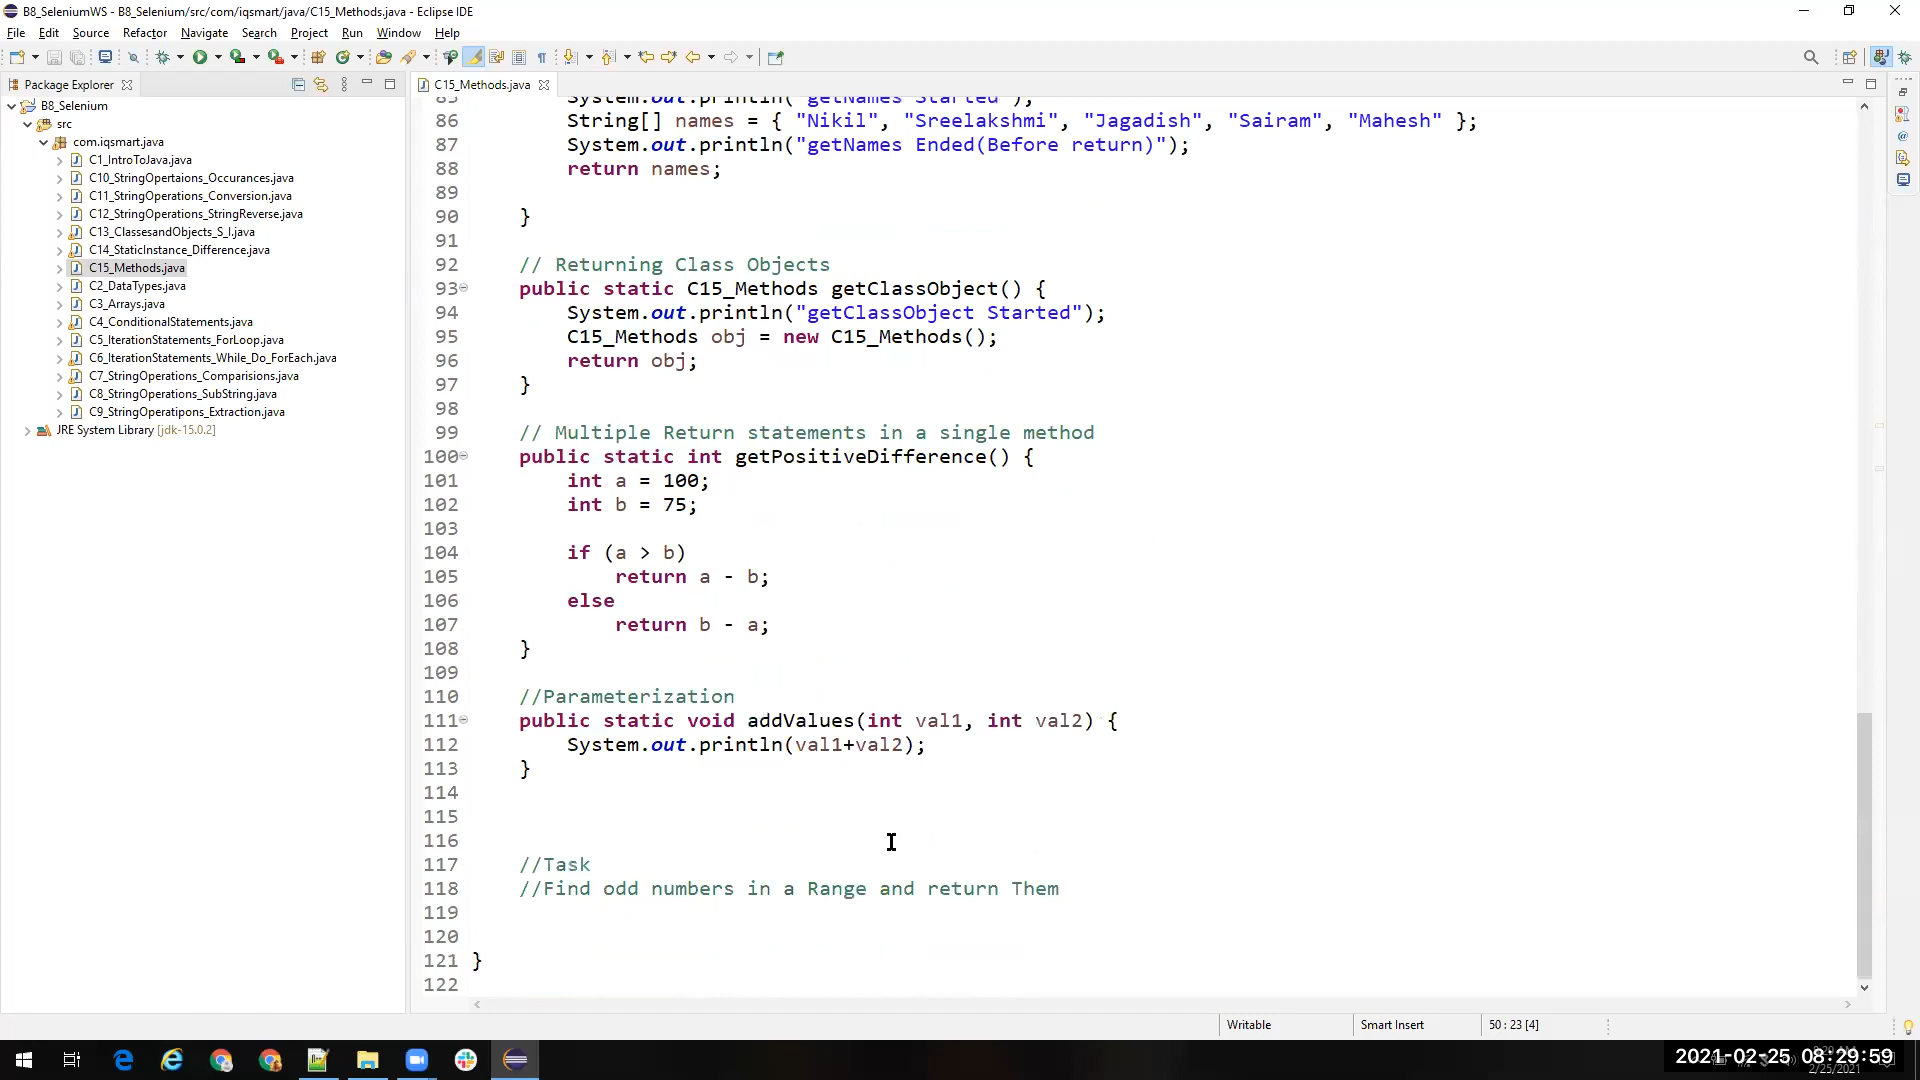 B8_SeleniumWS - B8_Selenium/src/com/iqsmart/java/C15_Methods.java - Eclipse IDE
File Edit Source Refactor Navigate Search Project Run Window Help
Package Explorer
C15_Methods.java
B8_Selenium
src
com.iqsmart.java
C1_IntroToJava.java
C10_StringOpertaions_Occurances.java
C11_StringOperations_Conversion.java
C12_StringOperations_StringReverse.java
C13_ClassesandObjects_S_I.java
C14_StaticInstance_Difference.java
C15_Methods.java
C2_DataTypes.java
C3_Arrays.java
C4_ConditionalStatements.java
C5_IterationStatements_ForLoop.java
C6_IterationStatements_While_Do_ForEach.java
C7_StringOperations_Comparisions.java
C8_StringOperations_SubString.java
C9_StringOperatipons_Extraction.java
JRE System Library [jdk-15.0.2]
85 System.out.println("getNames Started");
86 String[] names = { "Nikil", "Sreelakshmi", "Jagadish", "Sairam", "Mahesh" };
87 System.out.println("getNames Ended(Before return)");
88 return names;
89
90 }
91
92 // Returning Class Objects
93 public static C15_Methods getClassObject() {
94 System.out.println("getClassObject Started");
95 C15_Methods obj = new C15_Methods();
96 return obj;
97 }
98
99 // Multiple Return statements in a single method
100 public static int getPositiveDifference() {
101 int a = 100;
102 int b = 75;
103
104 if (a > b)
105 return a - b;
106 else
107 return b - a;
108 }
109
110 //Parameterization
111 public static void addValues(int val1, int val2) {
112 System.out.println(val1+val2);
113 }
114
115
116
117 //Task
118 //Find odd numbers in a Range and return Them
119
120
121 }
122
Writable Smart Insert 50 : 23 [4]
2021-02-25 08:29:59
2/25/2021